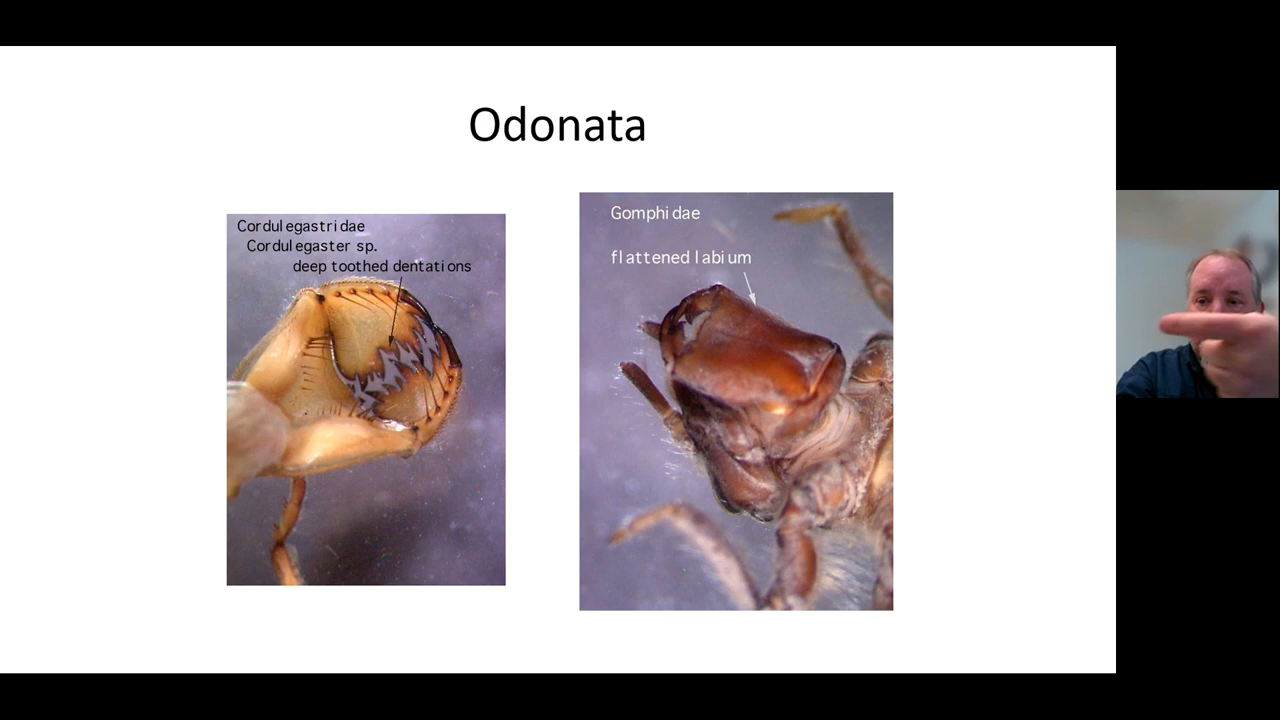 Odonata
Cordulegastridae
Cordulegaster sp.
deep toothed dentations
Gomphidae
flattened labium